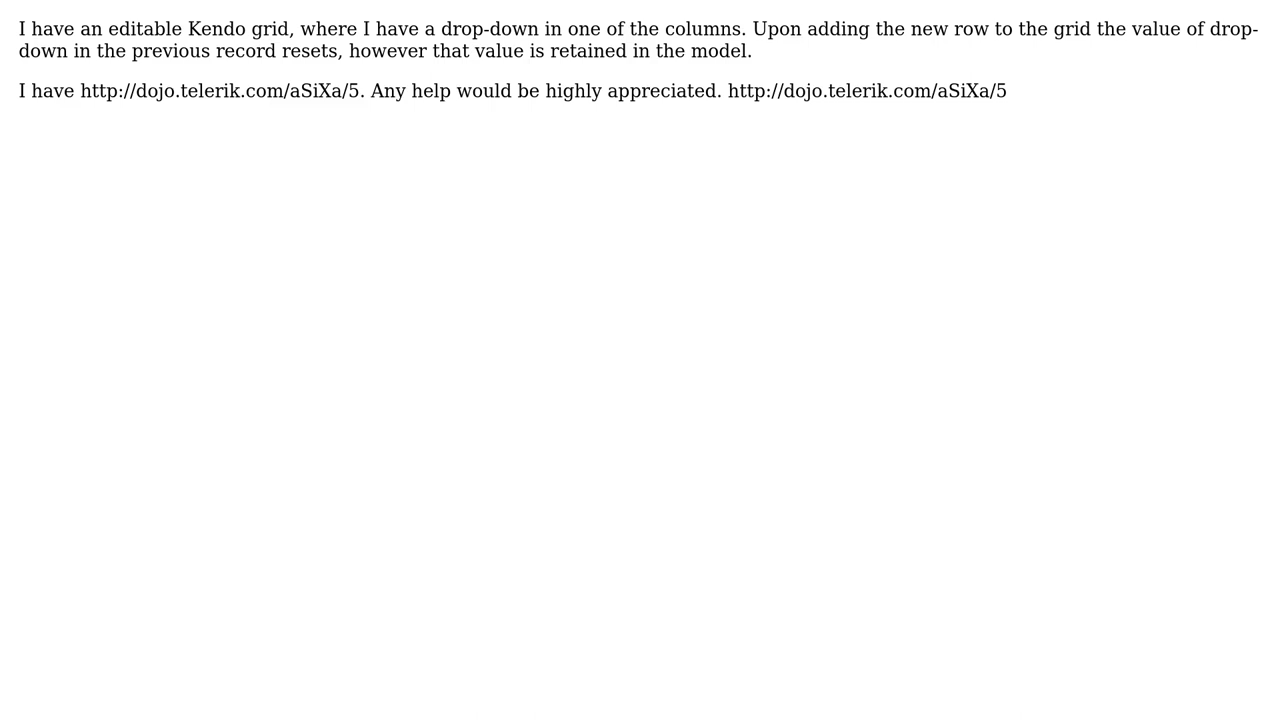 I have an editable Kendo grid, where I have a drop-down in one of the columns. Upon adding the new row to the grid the value of drop-
down in the previous record resets, however that value is retained in the model.
I have http://dojo.telerik.com/aSiXa/5. Any help would be highly appreciated. http://dojo.telerik.com/aSiXa/5